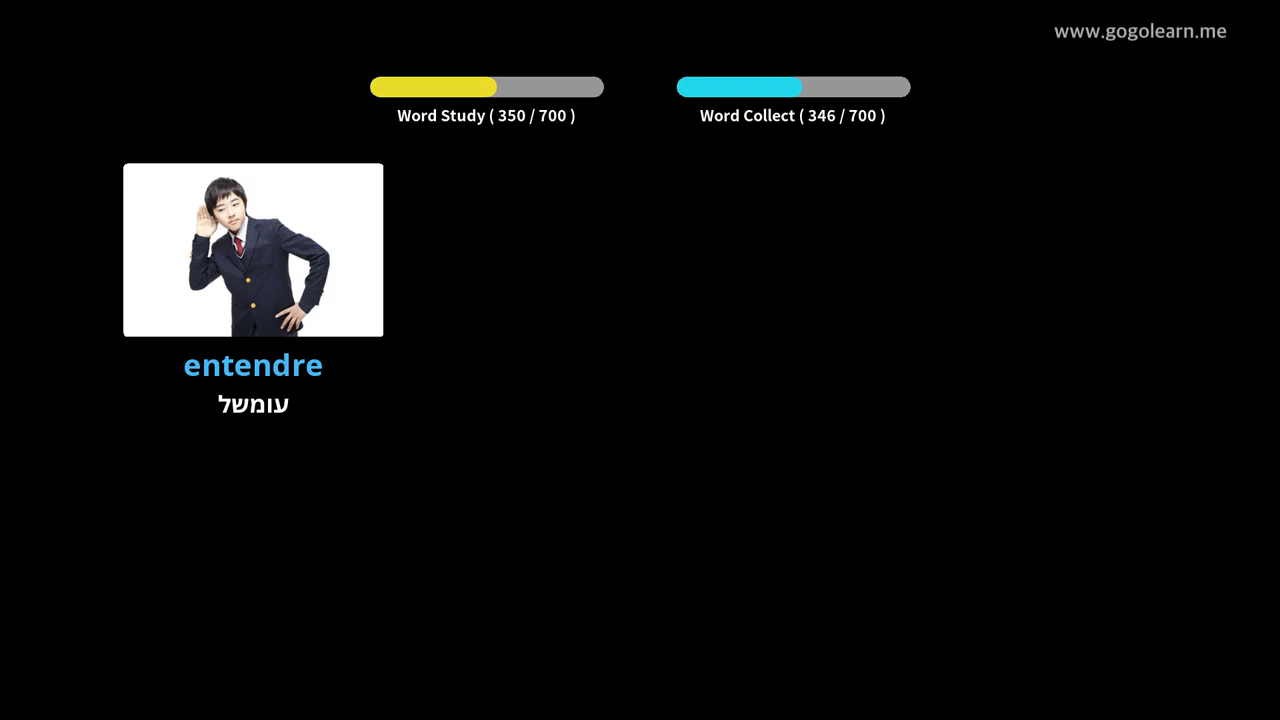 www.gogolearn.me
Word Study ( 350 / 700 )
Word Collect ( 346 / 700 )
entendre
עומשל